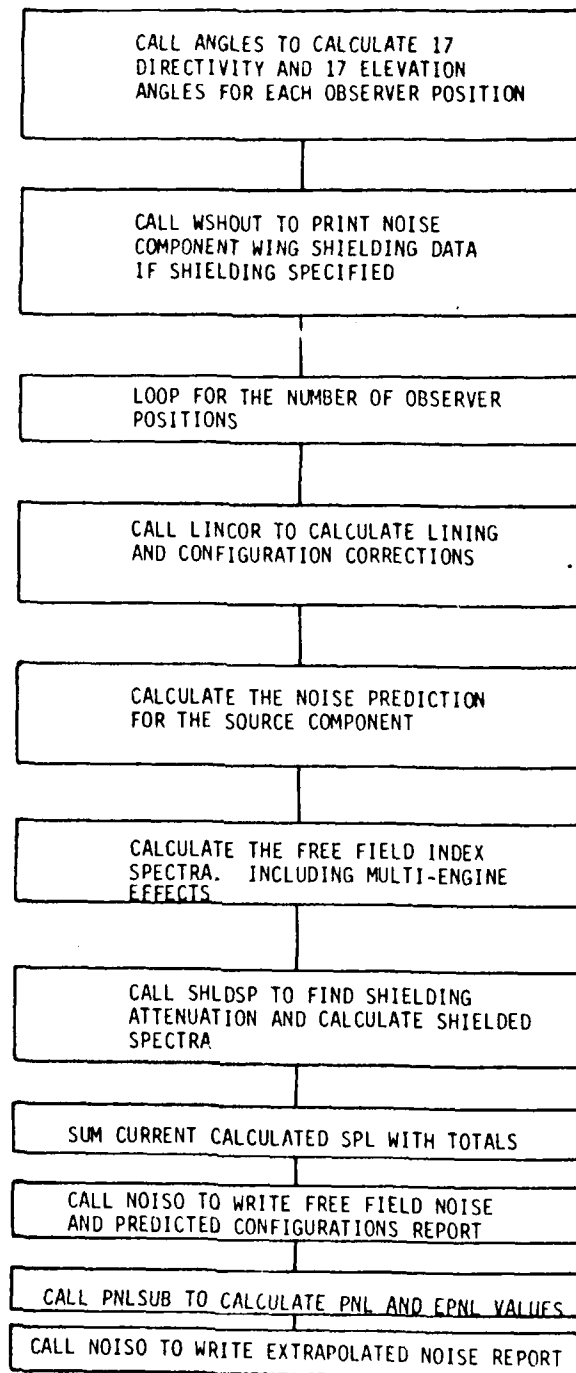 CALL ANGLES TO CALCULATE 17
DIRECTIVITY AND 17 ELEVATION
ANGLES FOR EACH OBSERVER POSITION
CALL WSHOUT TO PRINT NOISE
COMPONENT WING SHIELDING DATA
IF SHIELDING SPECIFIED
LOOP FOR THE NUMBER OF OBSERVER
POSITIONS
CALL LINCOR TO CALCULATE LINING
AND CONFIGURATION CORRECTIONS
CALCULATE THE NOISE PREDICTION
FOR THE SOURCE COMPONENT
CALCULATE THE FREE FIELD INDEX
SPECTRA. INCLUDING MULTI-ENGINE
EFFECTS
CALL SHLDSP TO FIND SHIELDING
ATTENUATION AND CALCULATE SHIELDED
SPECTRA
SUM CURRENT CALCULATED SPL WITH TOTALS
CALL NOISO TO WRITE FREE FIELD NOISE
AND PREDICTED CONFIGURATIONS REPORT
CALL PNLSUB TO CALCULATE PNL AND EPNL VALUES
CALL NOISO TO WRITE EXTRAPOLATED NOISE REPORT